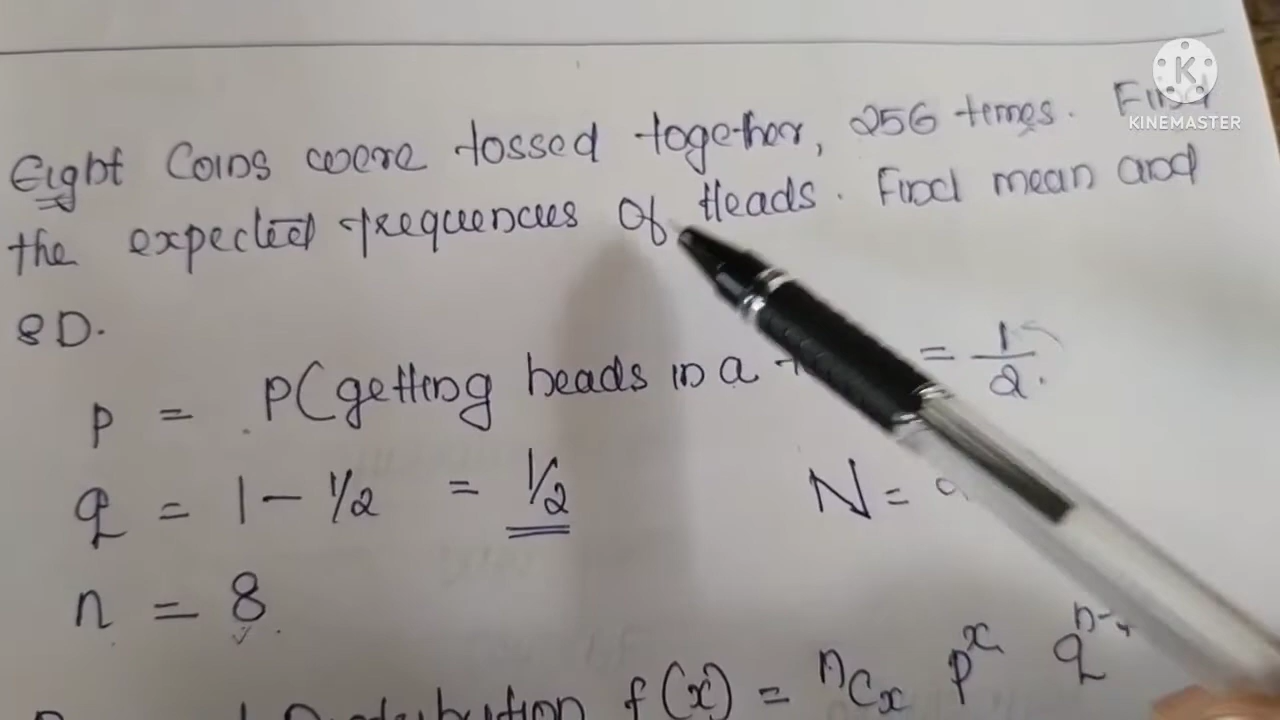 KINEMASTER
Eight Coins were tossed together, 256 times. Find
the expected frequencies of Heads. Find mean and
SD.
p = P(getting heads in a = 1/2.
q = 1 - 1/2 = 1/2
N =
n = 8
f(x) = nCx p^x q^n-